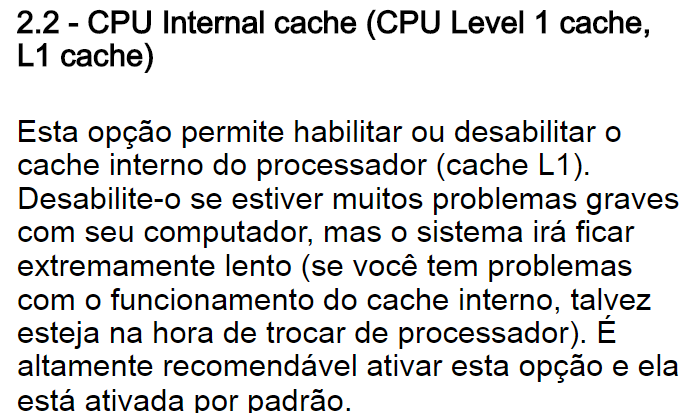 2.2 - CPU Internal cache (CPU Level 1 cache,
L1 cache)
Esta opção permite habilitar ou desabilitar o
cache interno do processador (cache L1).
Desabilite-o se estiver muitos problemas graves
com seu computador, mas o sistema irá ficar
extremamente lento (se você tem problemas
com o funcionamento do cache interno, talvez
esteja na hora de trocar de processador). É
altamente recomendável ativar esta opção e ela
está ativada por padrão.